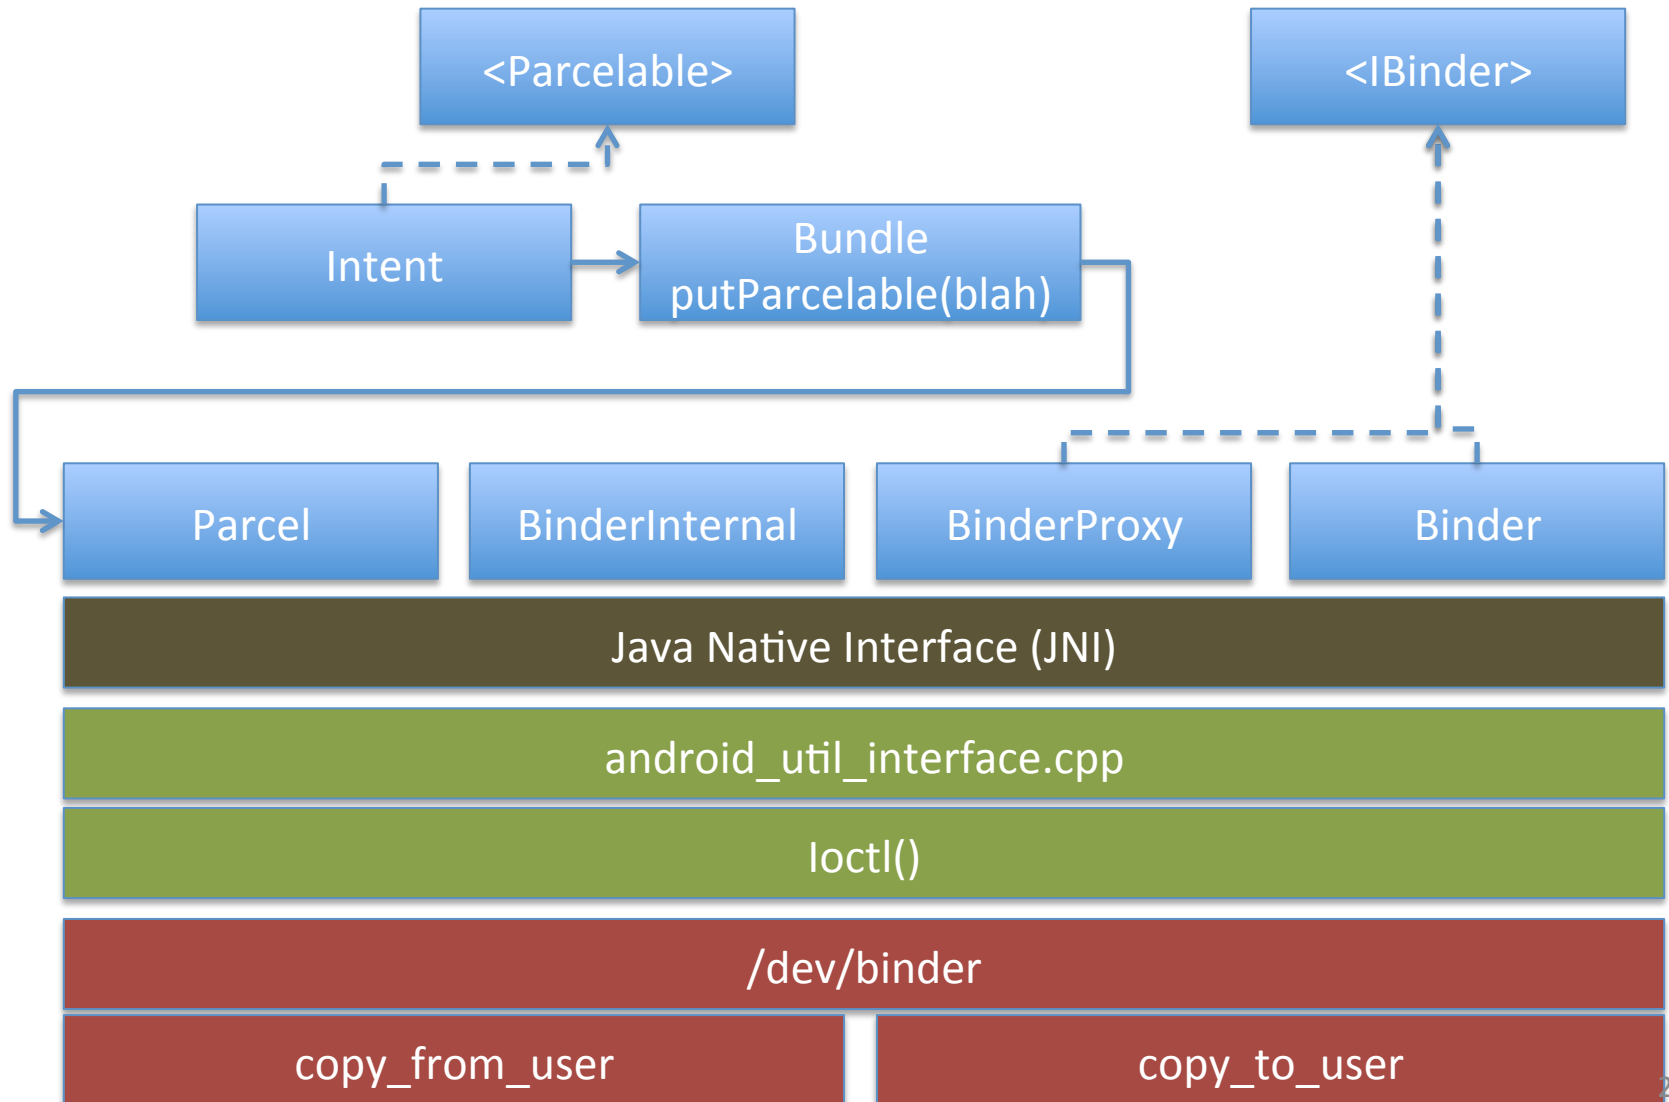 <Parcelable>
<IBinder>
Intent
Bundle
putParcelable(blah)
Parcel
BinderInternal
BinderProxy
Binder
Java Native Interface (JNI)
android_util_interface.cpp
Ioctl()
/dev/binder
copy_from_user
copy_to_user
2